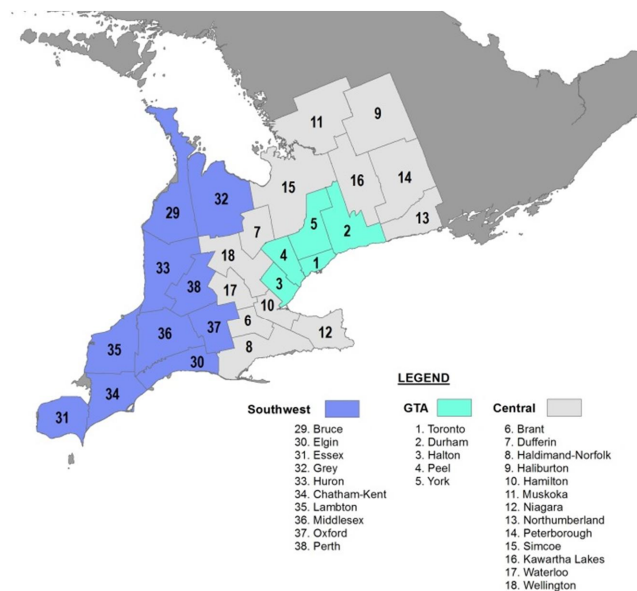 11
9
15
16
14
32
13
29
5
2
7
4
18
1
33
3
38
17
10
6
37
12
36
8
35
30
34
31
LEGEND
Southwest
29. Bruce
30. Elgin
31. Essex
32. Grey
33. Huron
34. Chatham-Kent
35. Lambton
36. Middlesex
37. Oxford
38. Perth
GTA
1. Toronto
2. Durham
3. Halton
4. Peel
5. York
Central
6. Brant
7. Dufferin
8. Haldimand-Norfolk
9. Haliburton
10. Hamilton
11. Muskoka
12. Niagara
13. Northumberland
14. Peterborough
15. Simcoe
16. Kawartha Lakes
17. Waterloo
18. Wellington